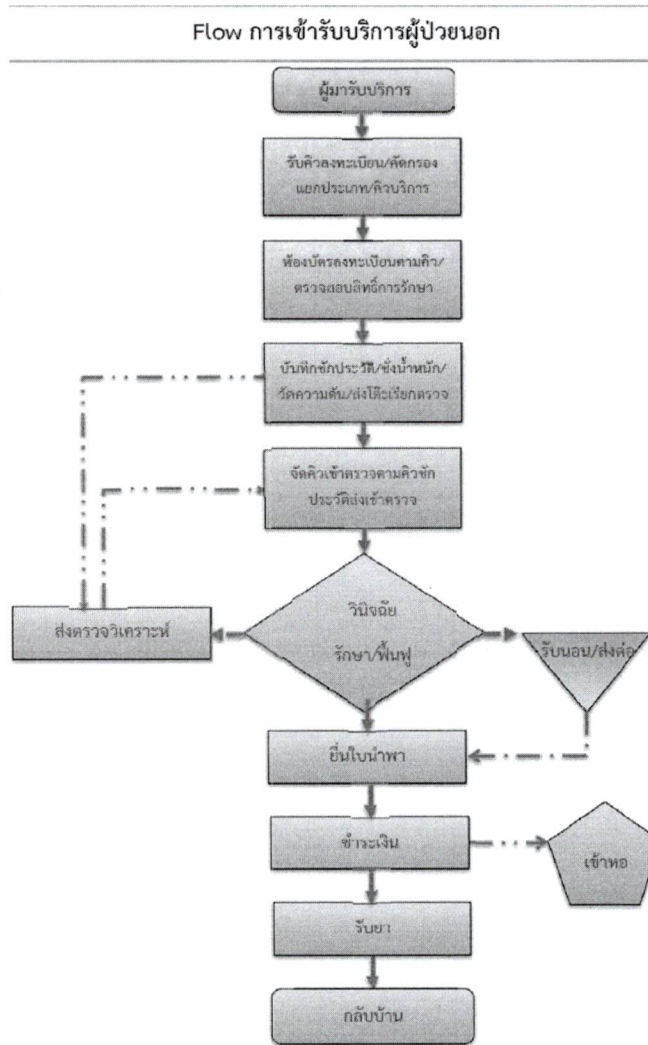 Flow การเข้ารับบริการผู้ป่วยนอก
ผู้มารับบริการ
รับคิวลงทะเบียน/คัดกรอง
แยกประเภท/คิวบริการ
ห้องบัตรลงทะเบียนตามคิว/
ตรวจสอบสิทธิ์การรักษา
บันทึกซักประวัติ/ชั่งน้ำหนัก/
วัดความดัน/ส่งโต๊ะเรียกตรวจ
จัดคิวเข้าตรวจตามคิวซัก
ประวัติส่งเข้าตรวจ
วินิจฉัย
รักษา/ฟื้นฟู
ส่งตรวจวิเคราะห์
รับนอน/ส่งต่อ
ยื่นใบนำพา
ชำระเงิน
เข้าหอ
รับยา
กลับบ้าน